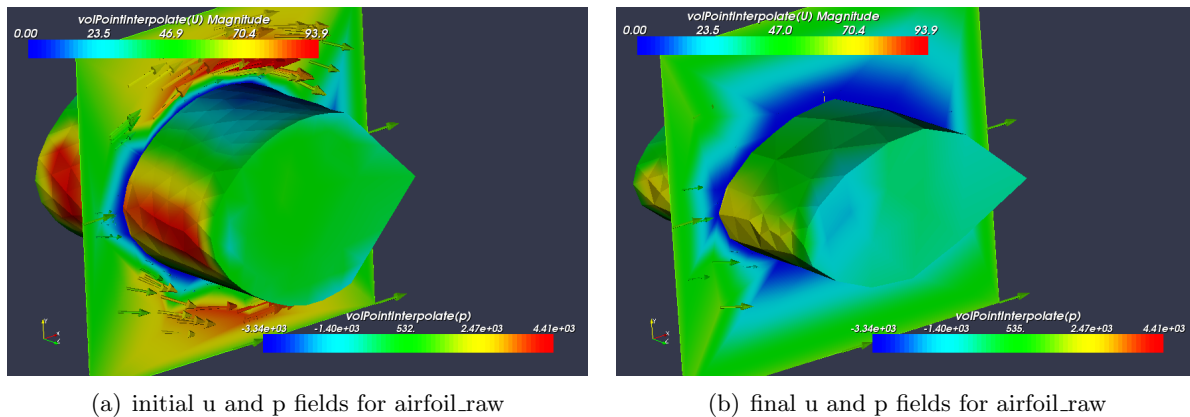 volPointInterpolate(U) Magnitude
0.00 23.5 46.9 70.4 93.9
volPointInterpolate(p)
-3.34e+03 -1.40e+03 532. 2.47e+03 4.41e+03
(a) initial u and p fields for airfoil_raw
volPointInterpolate(U) Magnitude
0.00 23.5 47.0 70.4 93.9
volPointInterpolate(p)
-3.34e+03 -1.40e+03 535. 2.47e+03 4.41e+03
(b) final u and p fields for airfoil_raw